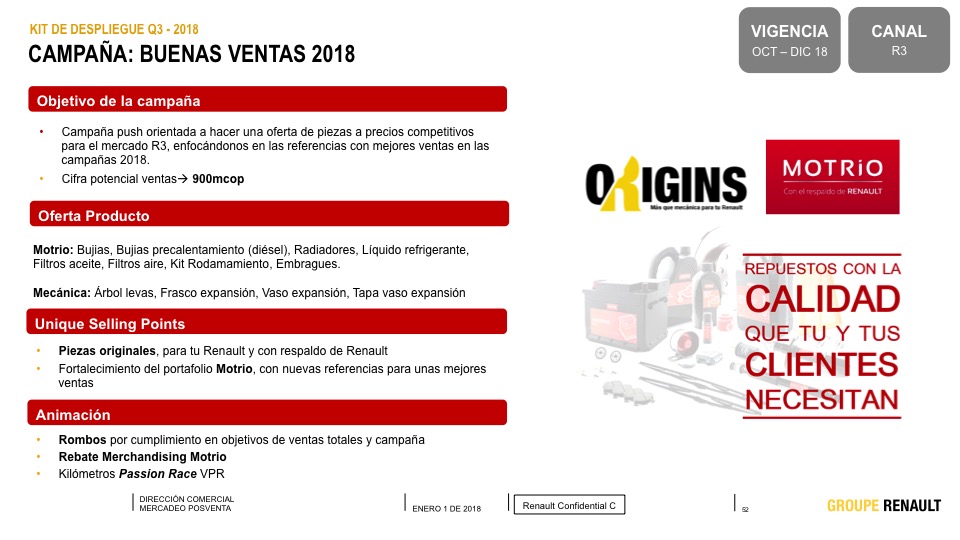 KIT DE DESPLIEGUE Q3 - 2018
CAMPAÑA: BUENAS VENTAS 2018
VIGENCIA
OCT – DIC 18
CANAL
R3
Objetivo de la campaña
• Campaña push orientada a hacer una oferta de piezas a precios competitivos
para el mercado R3, enfocándonos en las referencias con mejores ventas en las
campañas 2018.
• Cifra potencial ventas→ 900mcop
Oferta Producto
Motrio: Bujias, Bujias precalentamiento (diésel), Radiadores, Líquido refrigerante,
Filtros aceite, Filtros aire, Kit Rodamamiento, Embragues.
Mecánica: Árbol levas, Frasco expansión, Vaso expansión, Tapa vaso expansión
Unique Selling Points
• Piezas originales, para tu Renault y con respaldo de Renault
• Fortalecimiento del portafolio Motrio, con nuevas referencias para unas mejores
ventas
Animación
• Rombos por cumplimiento en objetivos de ventas totales y campaña
• Rebate Merchandising Motrio
• Kilómetros Passion Race VPR
ORIGINS
Más que mecánica para tu Renault
MOTRiO
Con el respaldo de RENAULT
REPUESTOS CON LA
CALIDAD
QUE TU Y TUS
CLIENTES
NECESITAN
DIRECCIÓN COMERCIAL
MERCADEO POSVENTA
ENERO 1 DE 2018
Renault Confidential C
52
GROUPE RENAULT